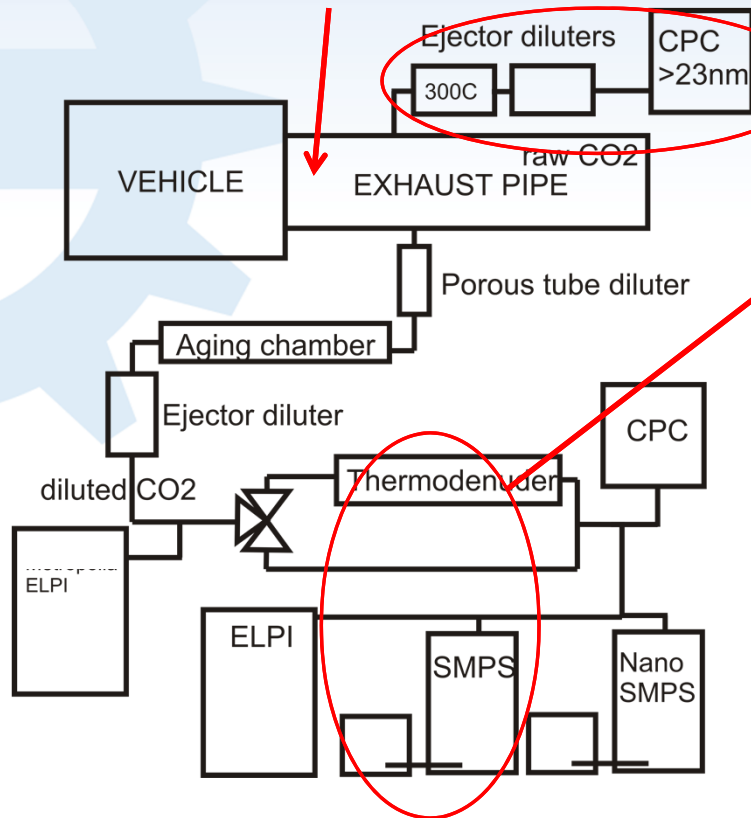 Ejector diluters
CPC
>23nm
300C
raw CO2
VEHICLE
EXHAUST PIPE
Porous tube diluter
Aging chamber
Ejector diluter
CPC
diluted CO2
Thermodenuder
ELPI
ELPI
SMPS
Nano
SMPS